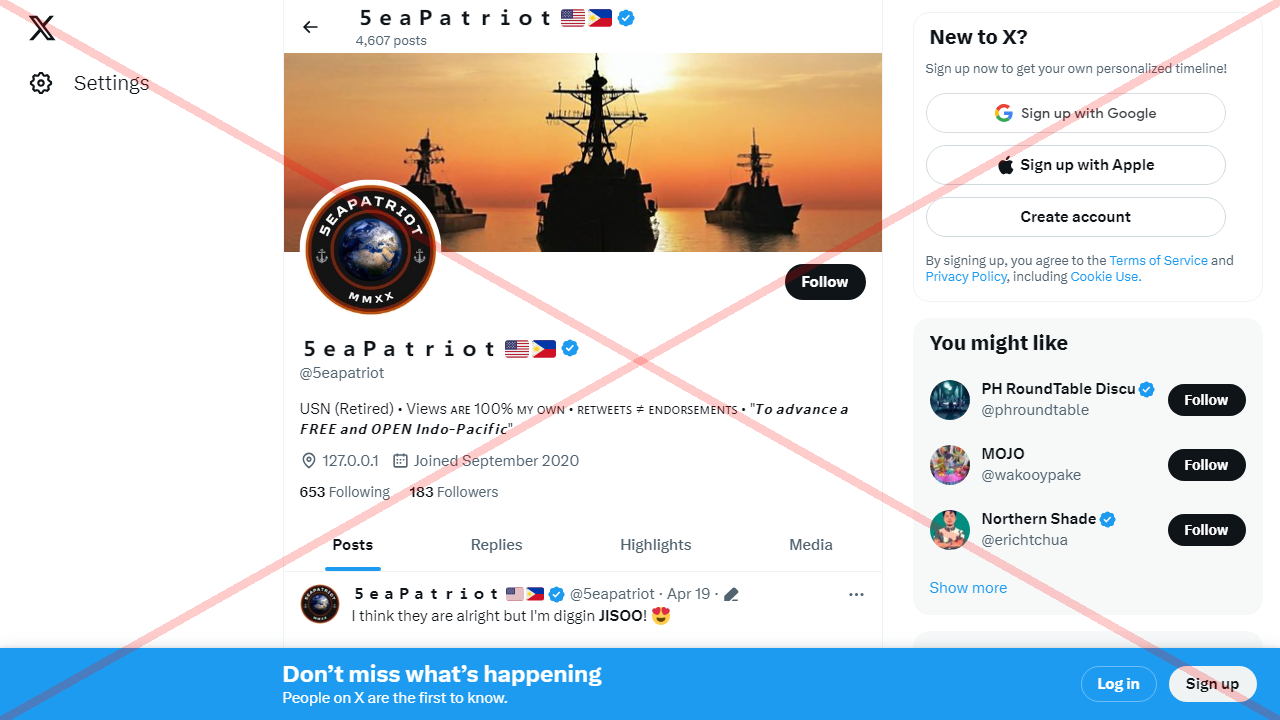 5eaPatriot 🇺🇸🇵🇭
4,607 posts
Settings
5EAPATRIOT
MMXX
Follow
5eaPatriot 🇺🇸🇵🇭
@5eapatriot
USN (Retired) • Views ᴀʀᴇ 100% ᴍʏ ᴏᴡɴ • ʀᴇᴛᴡᴇᴇᴛs ≠ ᴇɴᴅᴏʀsᴇᴍᴇɴᴛs • "𝙏𝙤 𝙖𝙙𝙫𝙖𝙣𝙘𝙚 𝙖
𝙁𝙍𝙀𝙀 𝙖𝙣𝙙 𝙊𝙋𝙀𝙉 𝙄𝙣𝙙𝙤-𝙋𝙖𝙘𝙞𝙛𝙞𝙘"
127.0.0.1 Joined September 2020
653 Following 183 Followers
Posts Replies Highlights Media
5eaPatriot 🇺🇸🇵🇭 @5eapatriot · Apr 19 ·
I think they are alright but I'm diggin JISOO! 😍
New to X?
Sign up now to get your own personalized timeline!
Sign up with Google
Sign up with Apple
Create account
By signing up, you agree to the Terms of Service and
Privacy Policy, including Cookie Use.
You might like
PH RoundTable Discu
@phroundtable
Follow
MOJO
@wakooypake
Follow
Northern Shade
@erichtchua
Follow
Show more
Don’t miss what’s happening
People on X are the first to know.
Log in
Sign up